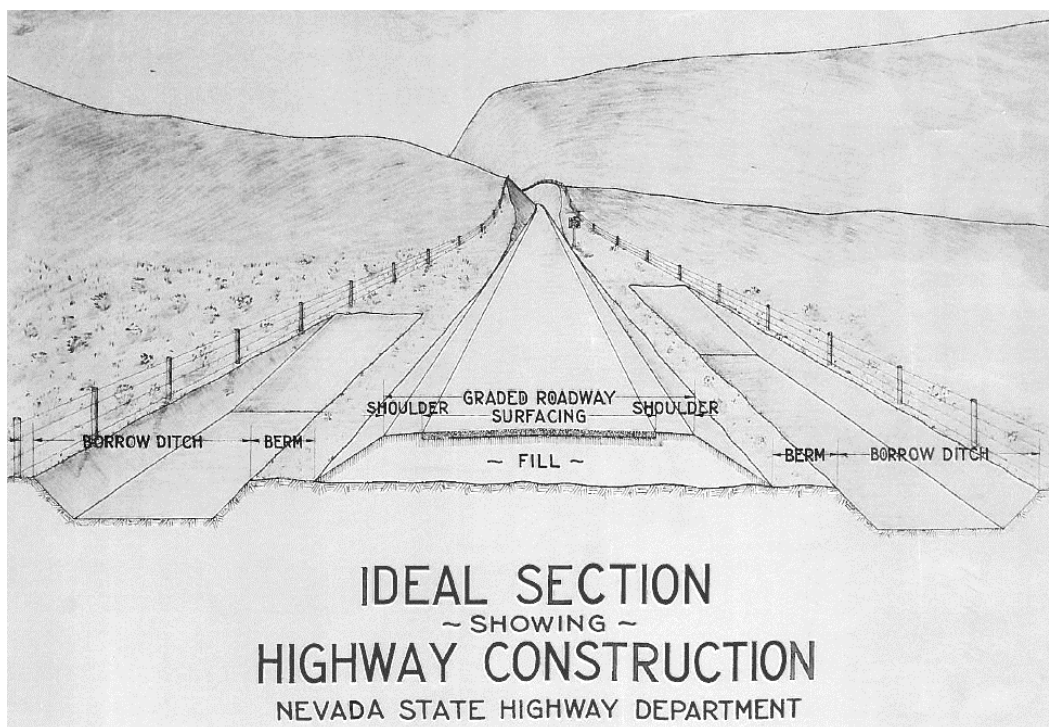 GRADED ROADWAY
SHOULDER SURFACING SHOULDER
BORROW DITCH BERM ~ FILL ~ BERM BORROW DITCH
IDEAL SECTION
~ SHOWING ~
HIGHWAY CONSTRUCTION
NEVADA STATE HIGHWAY DEPARTMENT